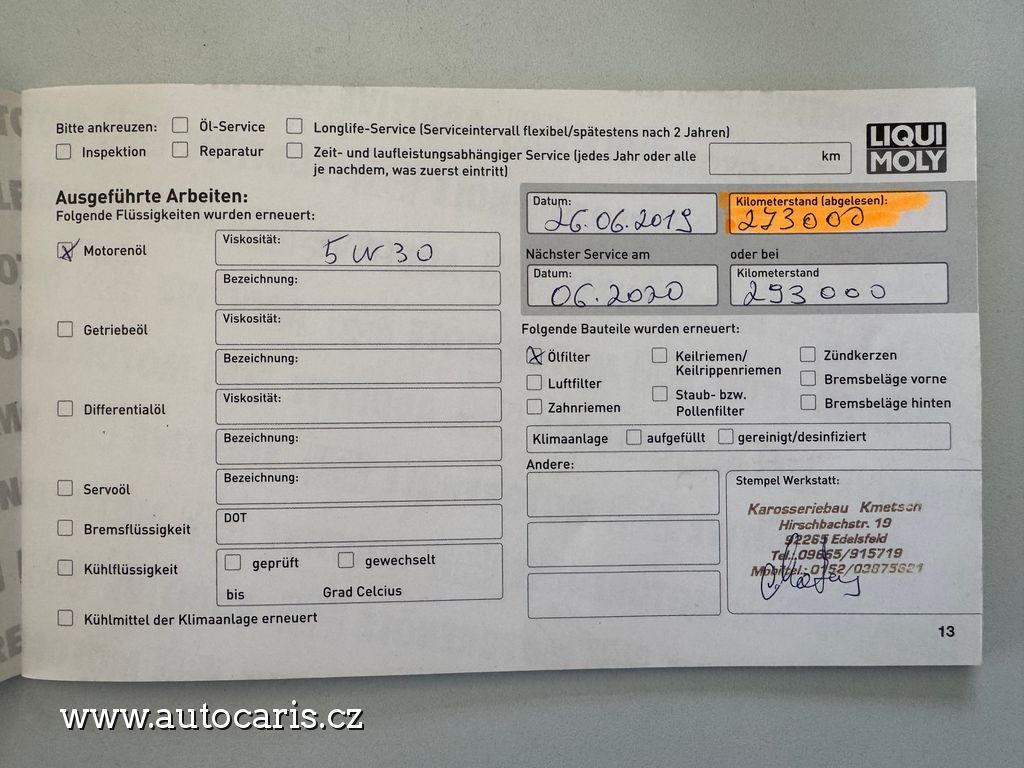 Bitte ankreuzen: Öl-Service Longlife-Service (Serviceintervall flexibel/spätestens nach 2 Jahren)
Inspektion Reparatur Zeit- und laufleistungsabhängiger Service (jedes Jahr oder alle km
je nachdem, was zuerst eintritt)
LIQUI
MOLY
Ausgeführte Arbeiten:
Folgende Flüssigkeiten wurden erneuert:
Motorenöl Viskosität: 5W30
Bezeichnung:
Getriebeöl Viskosität:
Bezeichnung:
Differentialöl Viskosität:
Bezeichnung:
Servoöl Bezeichnung:
Bremsflüssigkeit DOT
Kühlflüssigkeit geprüft gewechselt
bis Grad Celcius
Kühlmittel der Klimaanlage erneuert
Datum: 26.06.2019
Kilometerstand (abgelesen): 273000
Nächster Service am oder bei
Datum: 06.2020
Kilometerstand 293000
Folgende Bauteile wurden erneuert:
Ölfilter Keilriemen/ Zündkerzen
Keilrippenriemen
Luftfilter Bremsbeläge vorne
Zahnriemen Staub- bzw. Bremsbeläge hinten
Pollenfilter
Klimaanlage aufgefüllt gereinigt/desinfiziert
Andere:
Stempel Werkstatt:
Karosseriebau Kmetsch
Hirschbachstr. 19
92265 Edelsfeld
Tel.:09665/915719
Mobiltel.: 0152/03873621
13
www.autocaris.cz